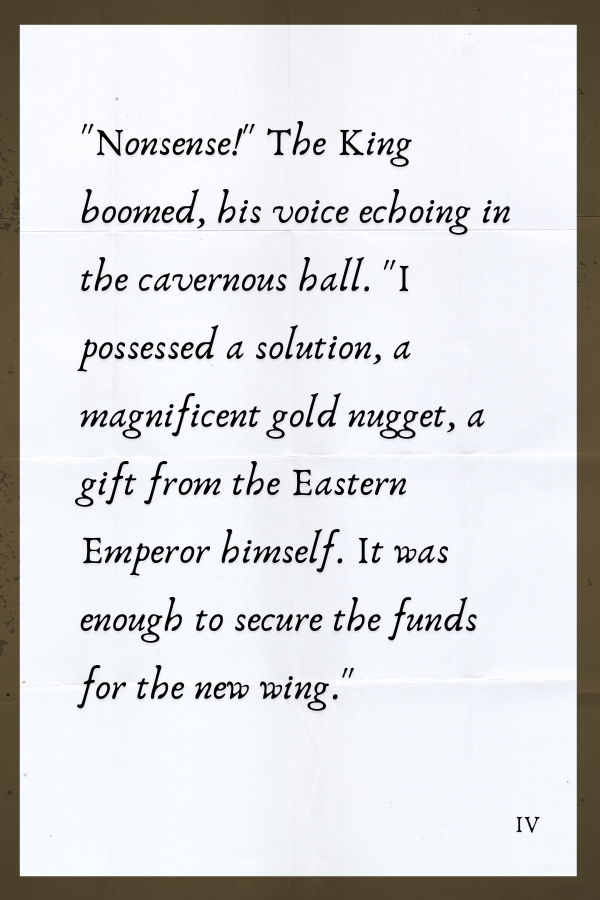 "Nonsense!" The King
boomed, his voice echoing in
the cavernous hall. "I
possessed a solution, a
magnificent gold nugget, a
gift from the Eastern
Emperor himself. It was
enough to secure the funds
for the new wing."
IV